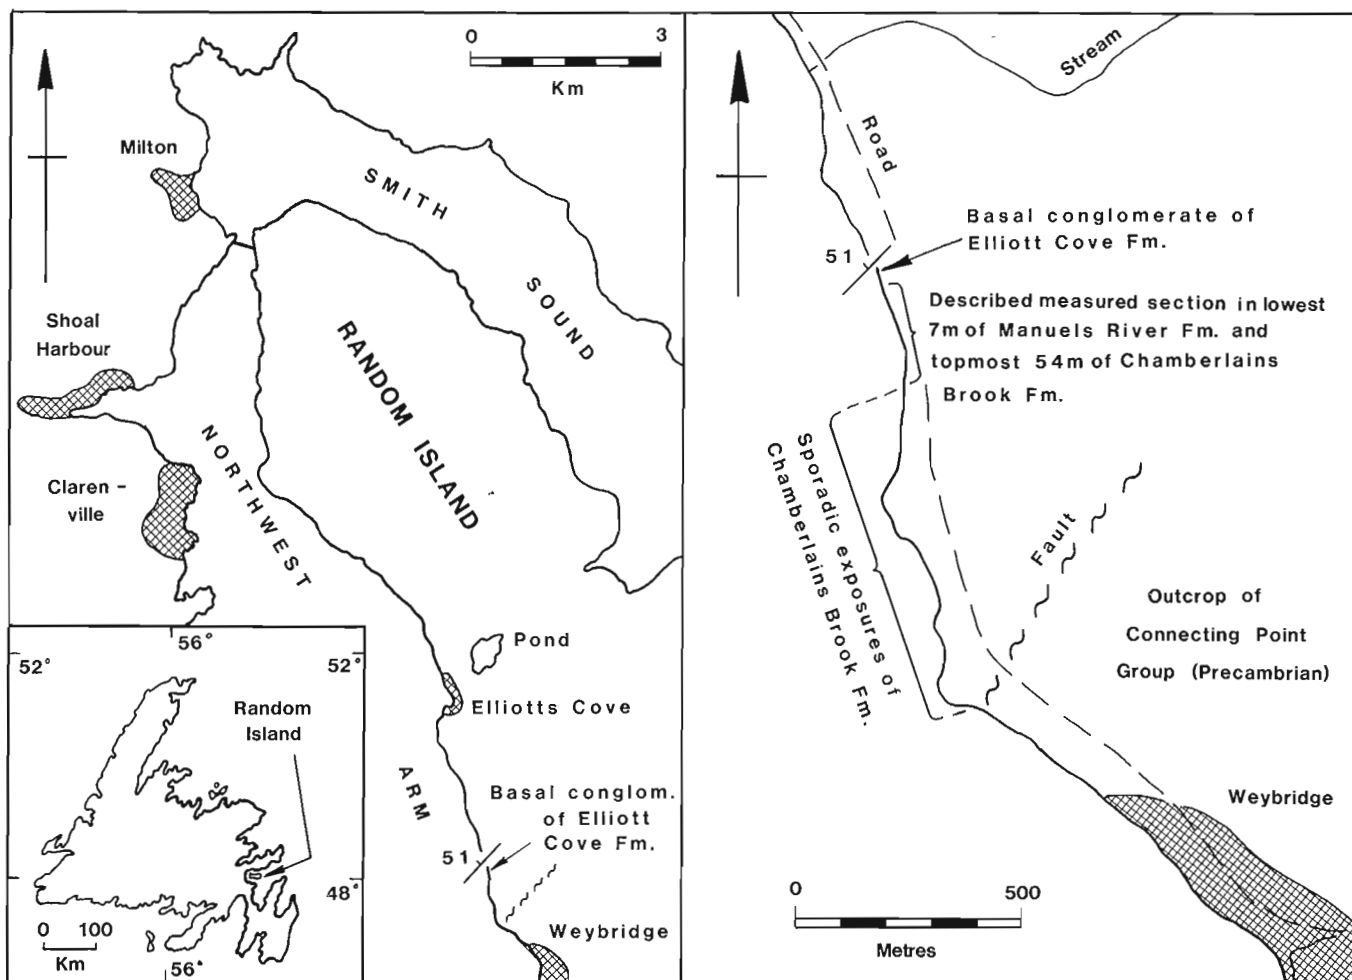 0 3
Km
Milton
SMITH
SOUND
Shoal
Harbour
RANDOM ISLAND
NORTHWEST
ARM
Claren -
ville
Pond
Elliotts Cove
Basal conglom.
of Elliott
Cove Fm.
51
Weybridge
56°
52° 52°
Random
Island
48°
0 100
Km
56°
Stream
Road
Basal conglomerate of
Elliott Cove Fm.
51
Described measured section in lowest
7m of Manuels River Fm. and
topmost 54m of Chamberlains
Brook Fm.
Sporadic exposures of
Chamberlains Brook Fm.
Fault
Outcrop of
Connecting Point
Group (Precambrian)
Weybridge
0 500
Metres